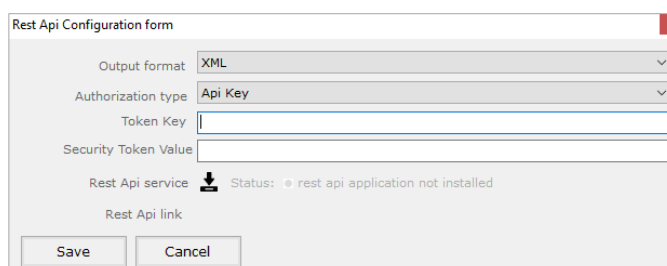 Rest Api Configuration form
Output format XML
Authorization type Api Key
Token Key
Security Token Value
Rest Api service Status: rest api application not installed
Rest Api link
Save Cancel